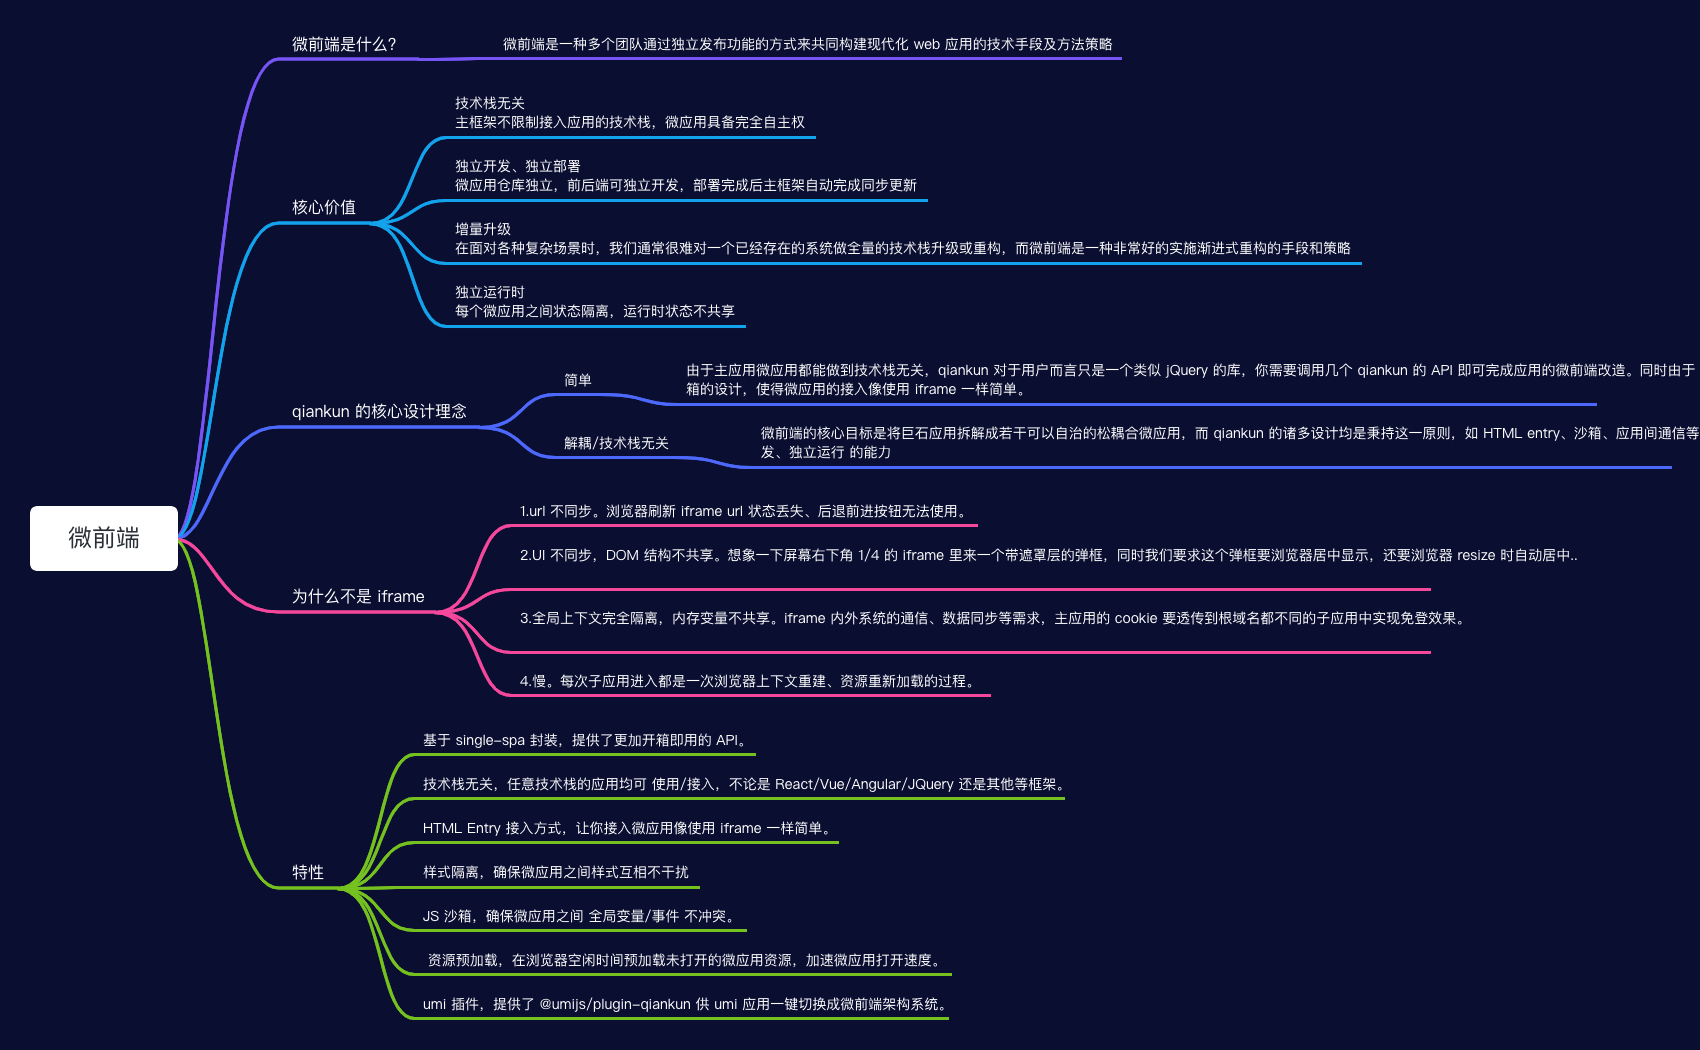 微前端是什么?
微前端是一种多个团队通过独立发布功能的方式来共同构建现代化 web 应用的技术手段及方法策略
技术栈无关
主框架不限制接入应用的技术栈，微应用具备完全自主权
独立开发、独立部署
微应用仓库独立，前后端可独立开发，部署完成后主框架自动完成同步更新
核心价值
增量升级
在面对各种复杂场景时，我们通常很难对一个已经存在的系统做全量的技术栈升级或重构，而微前端是一种非常好的实施渐进式重构的手段和策略
独立运行时
每个微应用之间状态隔离，运行时状态不共享
qiankun 的核心设计理念
简单
由于主应用微应用都能做到技术栈无关，qiankun 对于用户而言只是一个类似 jQuery 的库，你需要调用几个 qiankun 的 API 即可完成应用的微前端改造。同时由于
箱的设计，使得微应用的接入像使用 iframe 一样简单。
解耦/技术栈无关
微前端的核心目标是将巨石应用拆解成若干可以自治的松耦合微应用，而 qiankun 的诸多设计均是秉持这一原则，如 HTML entry、沙箱、应用间通信等
发、独立运行 的能力
微前端
为什么不是 iframe
1.url 不同步。浏览器刷新 iframe url 状态丢失、后退前进按钮无法使用。
2.UI 不同步，DOM 结构不共享。想象一下屏幕右下角 1/4 的 iframe 里来一个带遮罩层的弹框，同时我们要求这个弹框要浏览器居中显示，还要浏览器 resize 时自动居中..
3.全局上下文完全隔离，内存变量不共享。iframe 内外系统的通信、数据同步等需求，主应用的 cookie 要透传到根域名都不同的子应用中实现免登效果。
4.慢。每次子应用进入都是一次浏览器上下文重建、资源重新加载的过程。
特性
基于 single-spa 封装，提供了更加开箱即用的 API。
技术栈无关，任意技术栈的应用均可 使用/接入，不论是 React/Vue/Angular/JQuery 还是其他等框架。
HTML Entry 接入方式，让你接入微应用像使用 iframe 一样简单。
样式隔离，确保微应用之间样式互相不干扰
JS 沙箱，确保微应用之间 全局变量/事件 不冲突。
资源预加载，在浏览器空闲时间预加载未打开的微应用资源，加速微应用打开速度。
umi 插件，提供了 @umijs/plugin-qiankun 供 umi 应用一键切换成微前端架构系统。